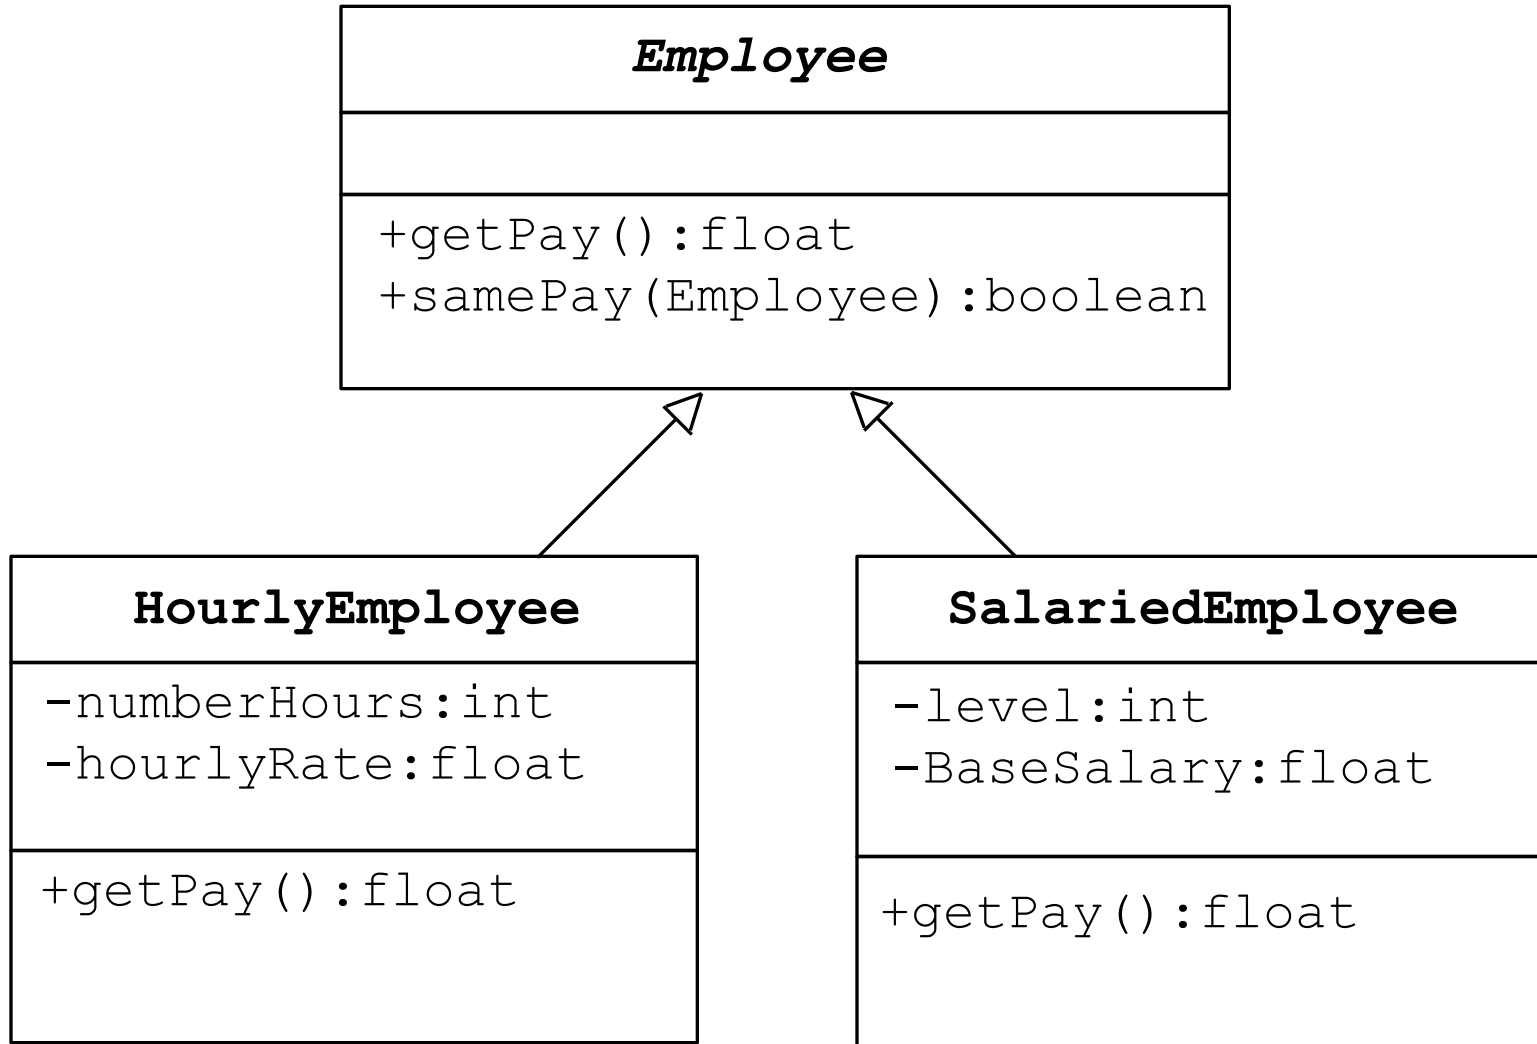 Employee
+getPay():float
+samePay(Employee):boolean
HourlyEmployee
-numberHours:int
-hourlyRate:float
+getPay():float
SalariedEmployee
-level:int
-BaseSalary:float
+getPay():float